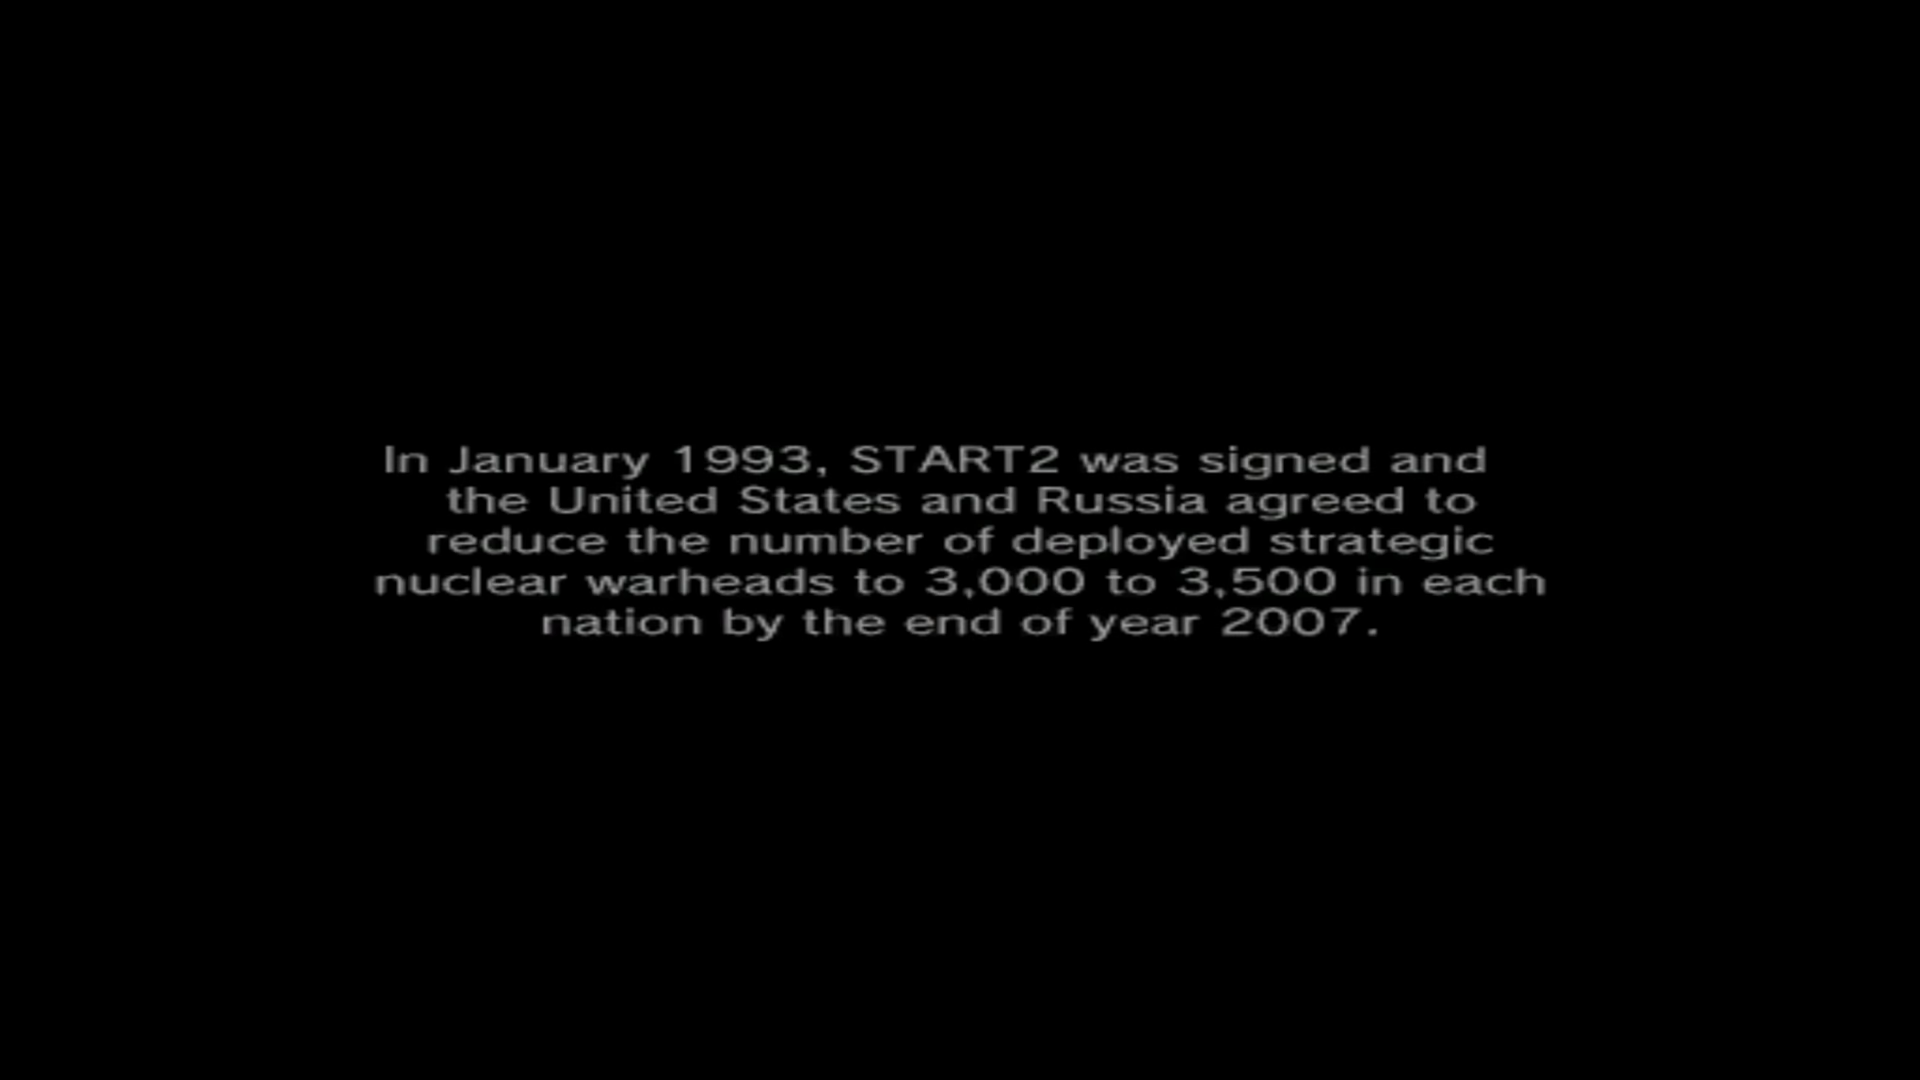 In January 1993, START2 was signed and
the United States and Russia agreed to
reduce the number of deployed strategic
nuclear warheads to 3,000 to 3,500 in each
nation by the end of year 2007.